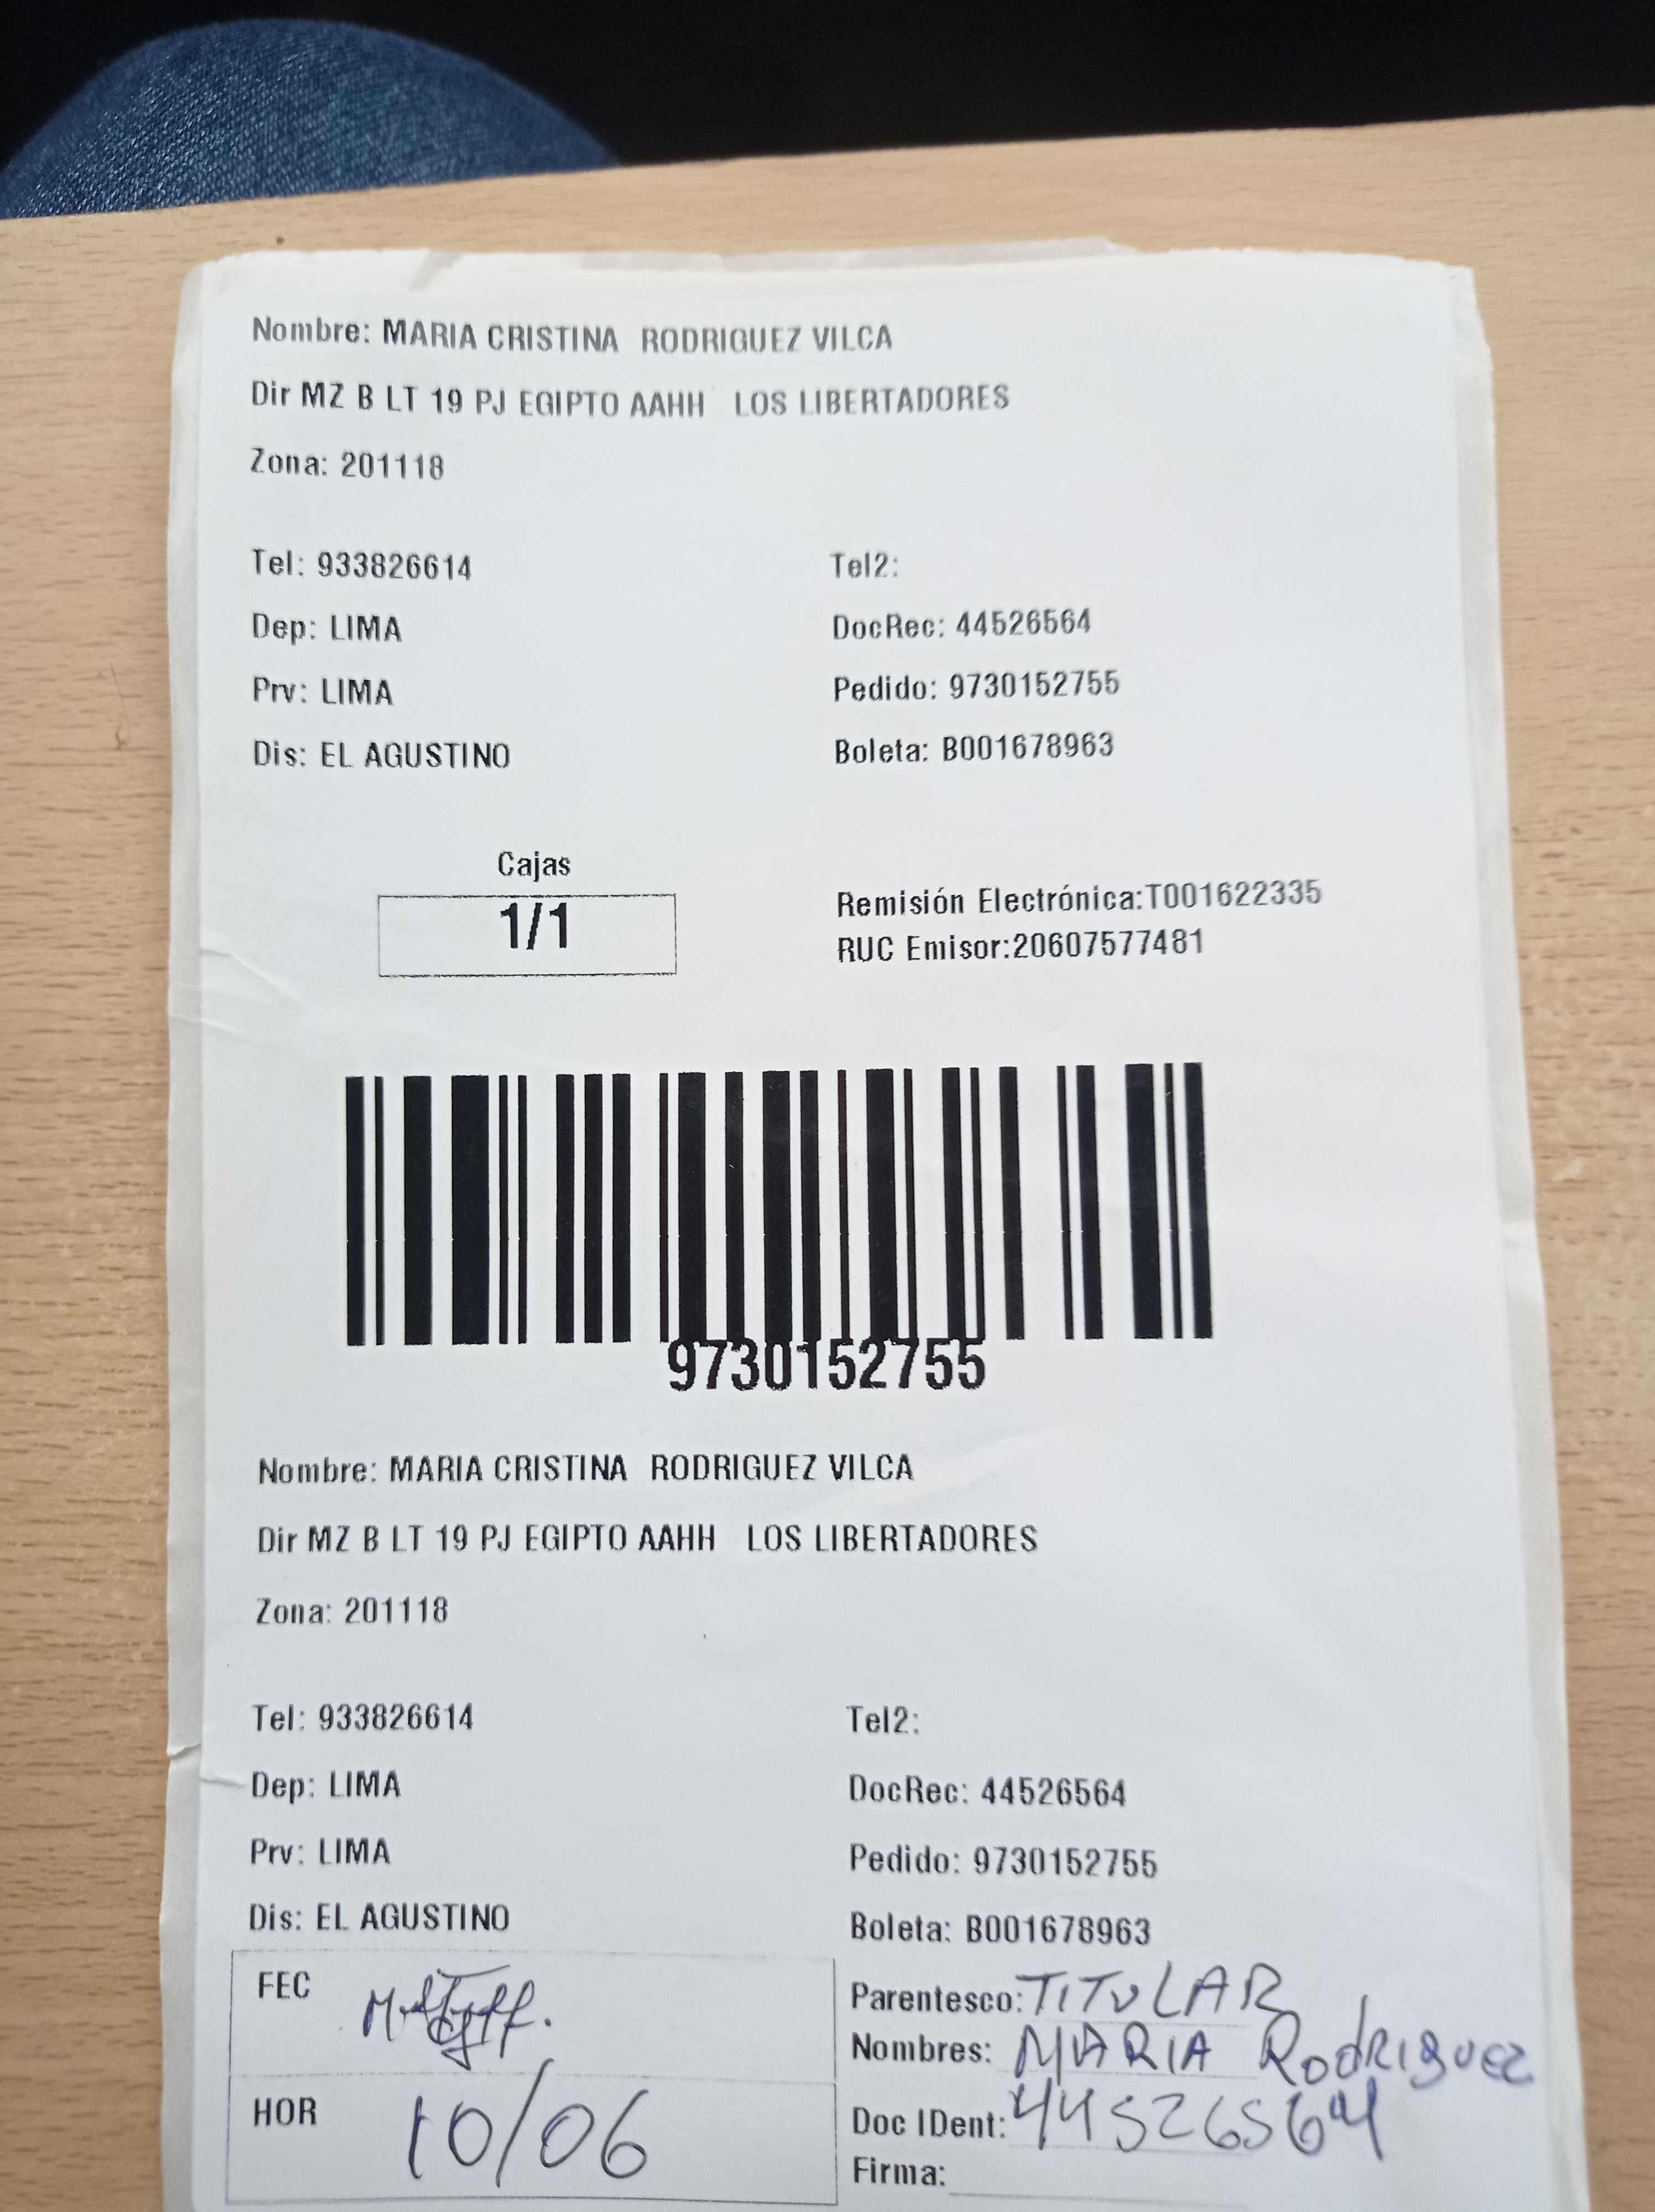 Nombre: MARIA CRISTINA RODRIGUEZ VILCA
Dir MZ B LT 19 PJ EGIPTO AAHH LOS LIBERTADORES
Zona: 201118
Tel: 933826614
Tel2:
Dep: LIMA
DocRec: 44526564
Prv: LIMA
Pedido: 9730152755
Dis: EL AGUSTINO
Boleta: B001678963
Cajas
1/1
Remisión Electrónica:T001622335
RUC Emisor:20607577481
9730152755
Nombre: MARIA CRISTINA RODRIGUEZ VILCA
Dir MZ B LT 19 PJ EGIPTO AAHH LOS LIBERTADORES
Zona: 201118
Tel: 933826614
Tel2:
Dep: LIMA
DocRec: 44526564
Prv: LIMA
Pedido: 9730152755
Dis: EL AGUSTINO
Boleta: B001678963
FEC
Parentesco: TITULAR
Nombres: MARIA Rodriguez
HOR 10/06
Doc IDent: 44526564
Firma: